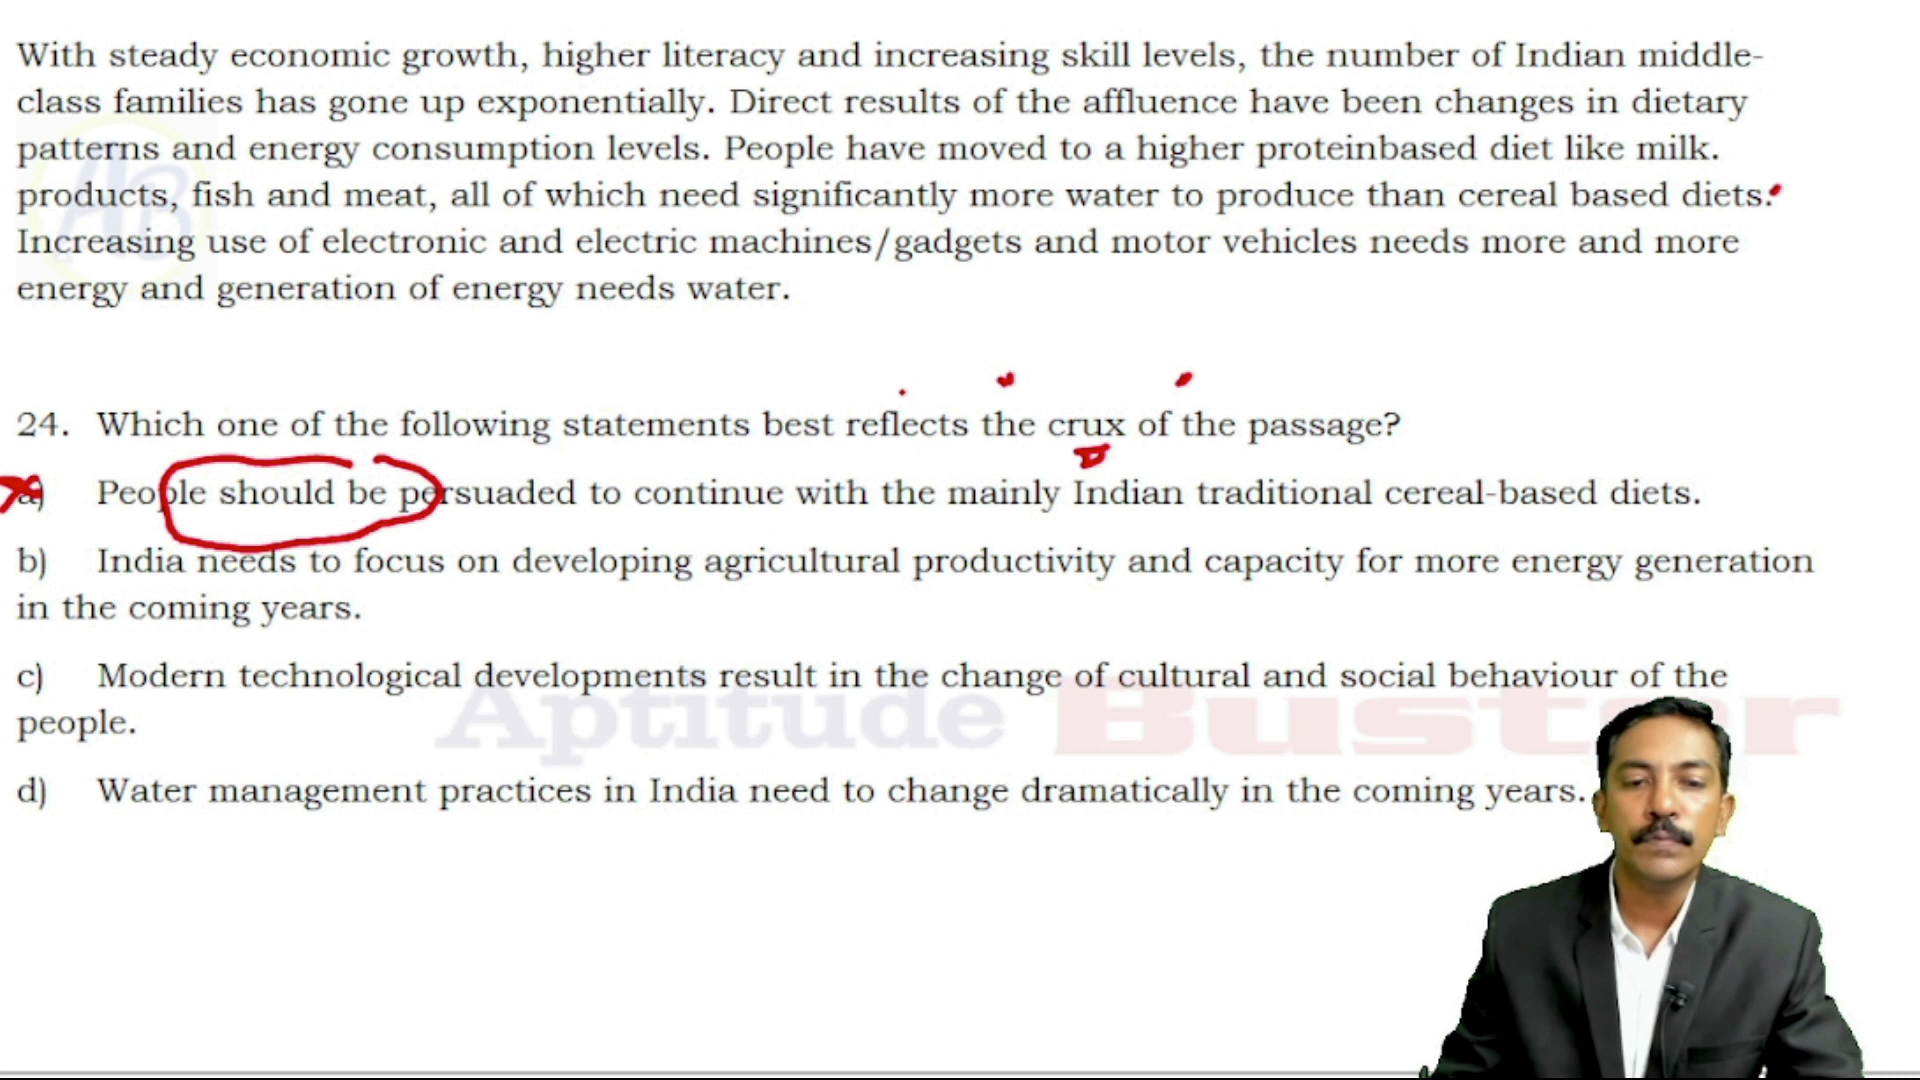 With steady economic growth, higher literacy and increasing skill levels, the number of Indian middle-
class families has gone up exponentially. Direct results of the affluence have been changes in dietary
patterns and energy consumption levels. People have moved to a higher proteinbased diet like milk.
products, fish and meat, all of which need significantly more water to produce than cereal based diets.
Increasing use of electronic and electric machines/gadgets and motor vehicles needs more and more
energy and generation of energy needs water.
24. Which one of the following statements best reflects the crux of the passage?
a) People should be persuaded to continue with the mainly Indian traditional cereal-based diets.
b) India needs to focus on developing agricultural productivity and capacity for more energy generation
in the coming years.
c) Modern technological developments result in the change of cultural and social behaviour of the
people.
Aptitude Buster
d) Water management practices in India need to change dramatically in the coming years.
AB